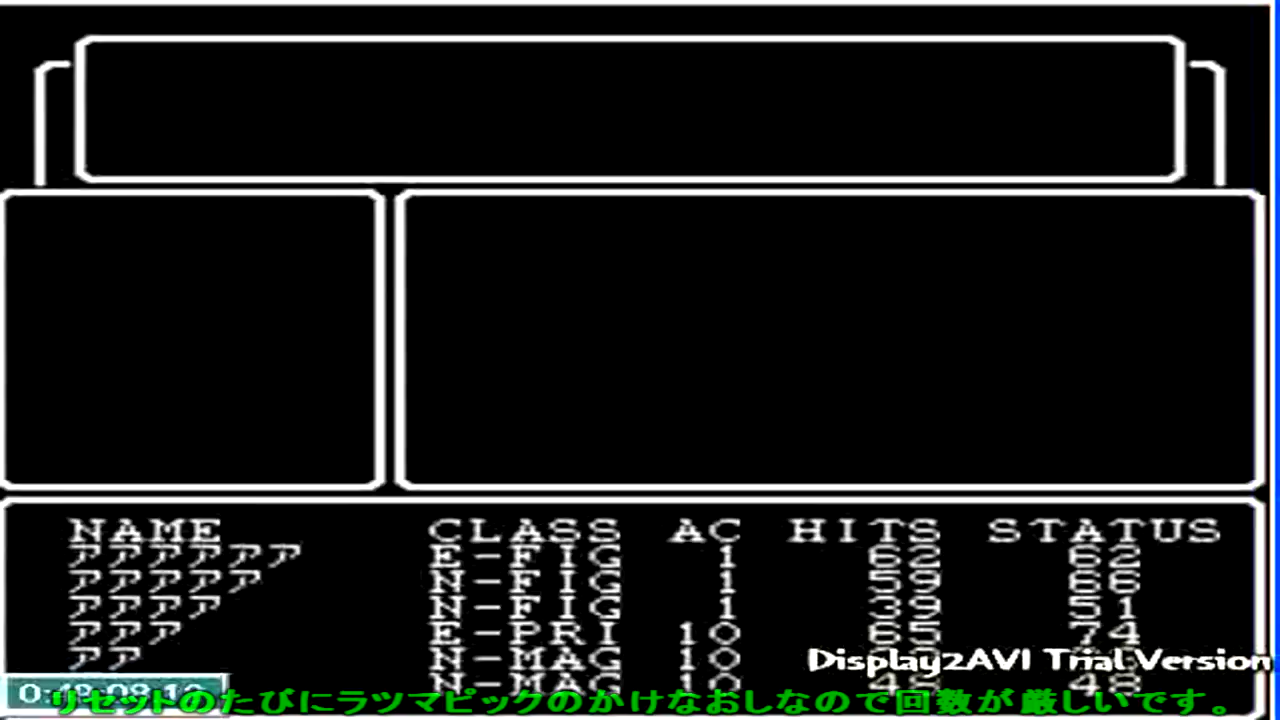 NAME CLASS AC HITS STATUS
アアアアアア E-FIG 1 62 62
アアアアア N-FIG 1 59 66
アアアア N-FIG 1 39 51
アアア E-PRI 10 65 74
アア N-MAG 10
N-MAG 10 48 48
Display2AVI Trial Version
リセットのたびにラツマピックのかけなおしなので回数が厳しいです。